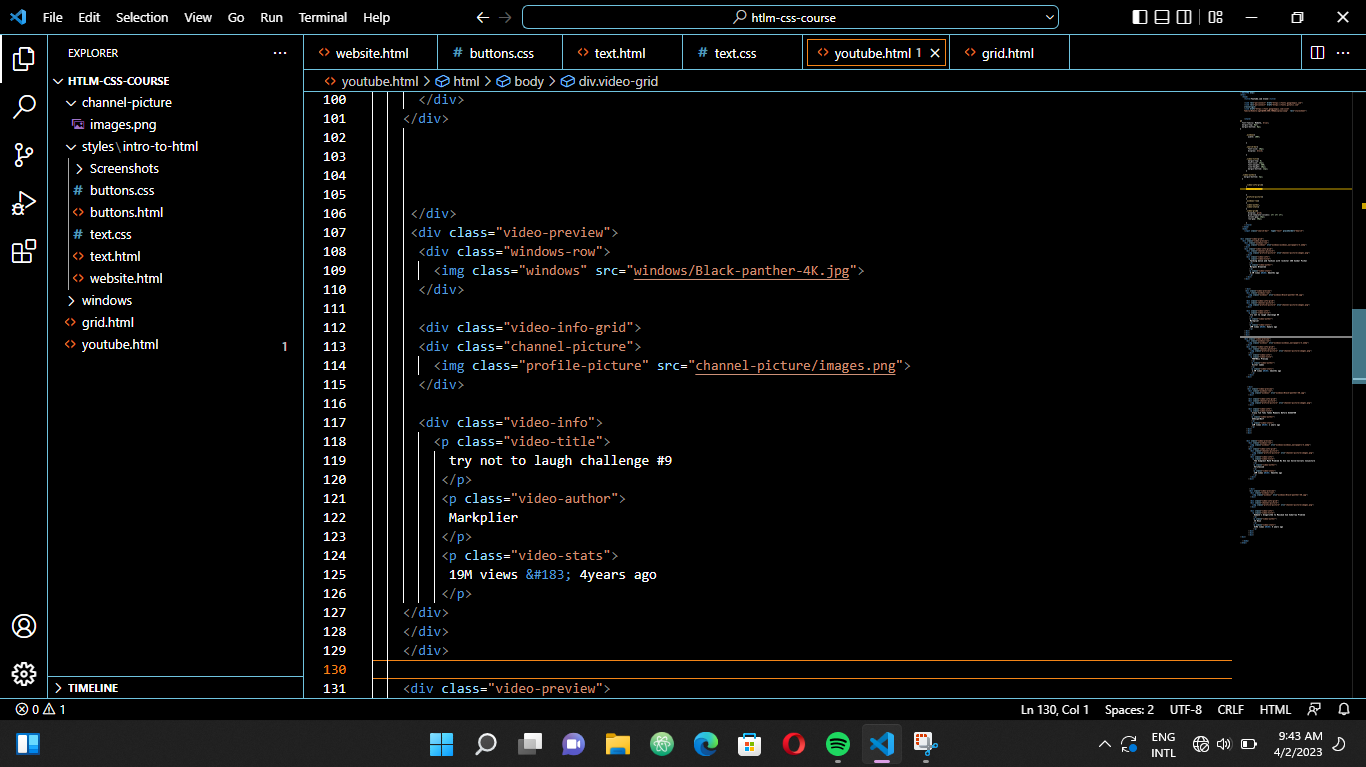 File Edit Selection View Go Run Terminal Help
htlm-css-course
EXPLORER
HTLM-CSS-COURSE
channel-picture
images.png
styles\intro-to-html
Screenshots
buttons.css
buttons.html
text.css
text.html
website.html
windows
grid.html
youtube.html 1
TIMELINE
website.html # buttons.css text.html # text.css youtube.html 1 grid.html
youtube.html > html > body > div.video-grid
100 </div>
101 </div>
102
103
104
105
106 </div>
107 <div class="video-preview">
108 <div class="windows-row">
109 <img class="windows" src="windows/Black-panther-4K.jpg">
110 </div>
111
112 <div class="video-info-grid">
113 <div class="channel-picture">
114 <img class="profile-picture" src="channel-picture/images.png">
115 </div>
116
117 <div class="video-info">
118 <p class="video-title">
119 try not to laugh challenge #9
120 </p>
121 <p class="video-author">
122 Markplier
123 </p>
124 <p class="video-stats">
125 19M views &#183; 4years ago
126 </p>
127 </div>
128 </div>
129 </div>
130
131 <div class="video-preview">
0 1
Ln 130, Col 1 Spaces: 2 UTF-8 CRLF HTML
ENG
INTL
9:43 AM
4/2/2023